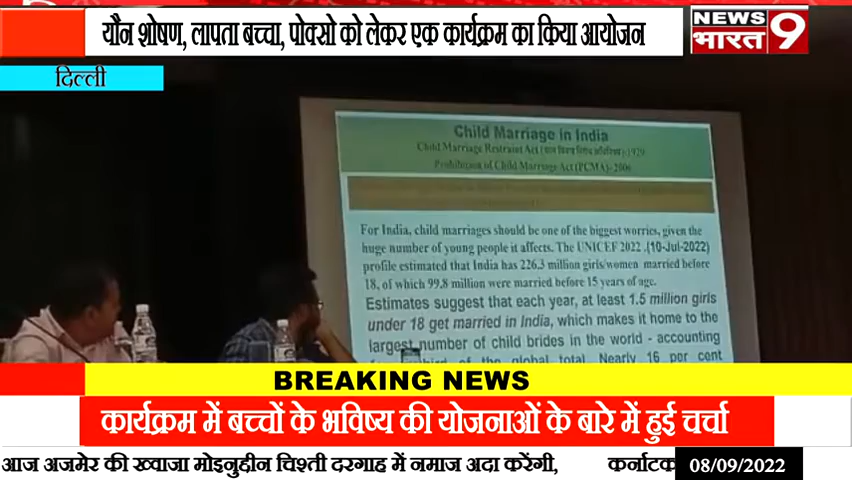 यौन शोषण, लापता बच्चा, पोक्सो को लेकर एक कार्यक्रम का किया आयोजन
NEWS
भारत 9
दिल्ली
Child Marriage in India
Child Marriage Restraint Act -1929
Prohibition of Child Marriage Act (PCMA)- 2006
For India, child marriages should be one of the biggest worries, given the
huge number of young people it affects. The UNICEF 2022 .(10-Jul-2022)
profile estimated that India has 226.3 million girls/women married before
18, of which 99.8 million were married before 15 years of age.
Estimates suggest that each year, at least 1.5 million girls
under 18 get married in India, which makes it home to the
largest number of child brides in the world - accounting
of the global total. Nearly 16 per cent
BREAKING NEWS
कार्यक्रम में बच्चों के भविष्य की योजनाओं के बारे में हुई चर्चा
आज अजमेर की ख्वाजा मोइनुद्दीन चिश्ती दरगाह में नमाज अदा करेंगी, कर्नाटक
08/09/2022